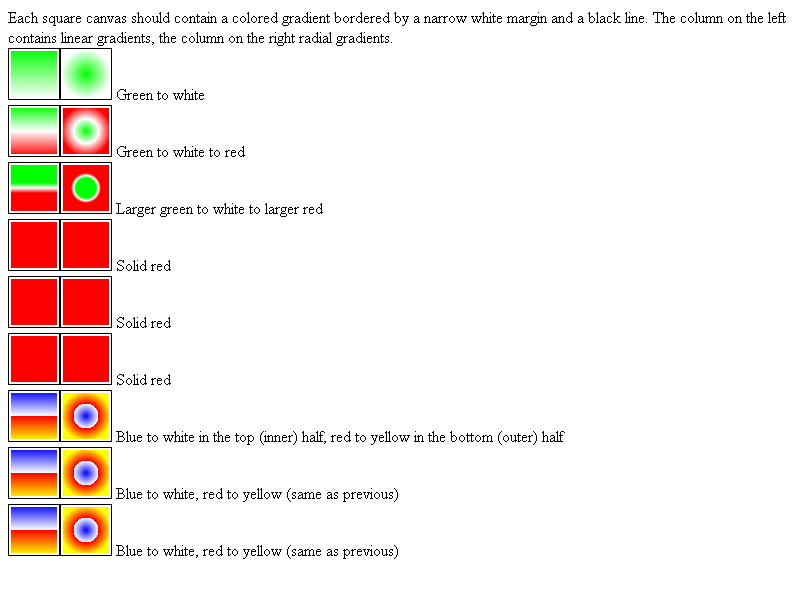 Each square canvas should contain a colored gradient bordered by a narrow white margin and a black line. The column on the left
contains linear gradients, the column on the right radial gradients.
Green to white
Green to white to red
Larger green to white to larger red
Solid red
Solid red
Solid red
Blue to white in the top (inner) half, red to yellow in the bottom (outer) half
Blue to white, red to yellow (same as previous)
Blue to white, red to yellow (same as previous)